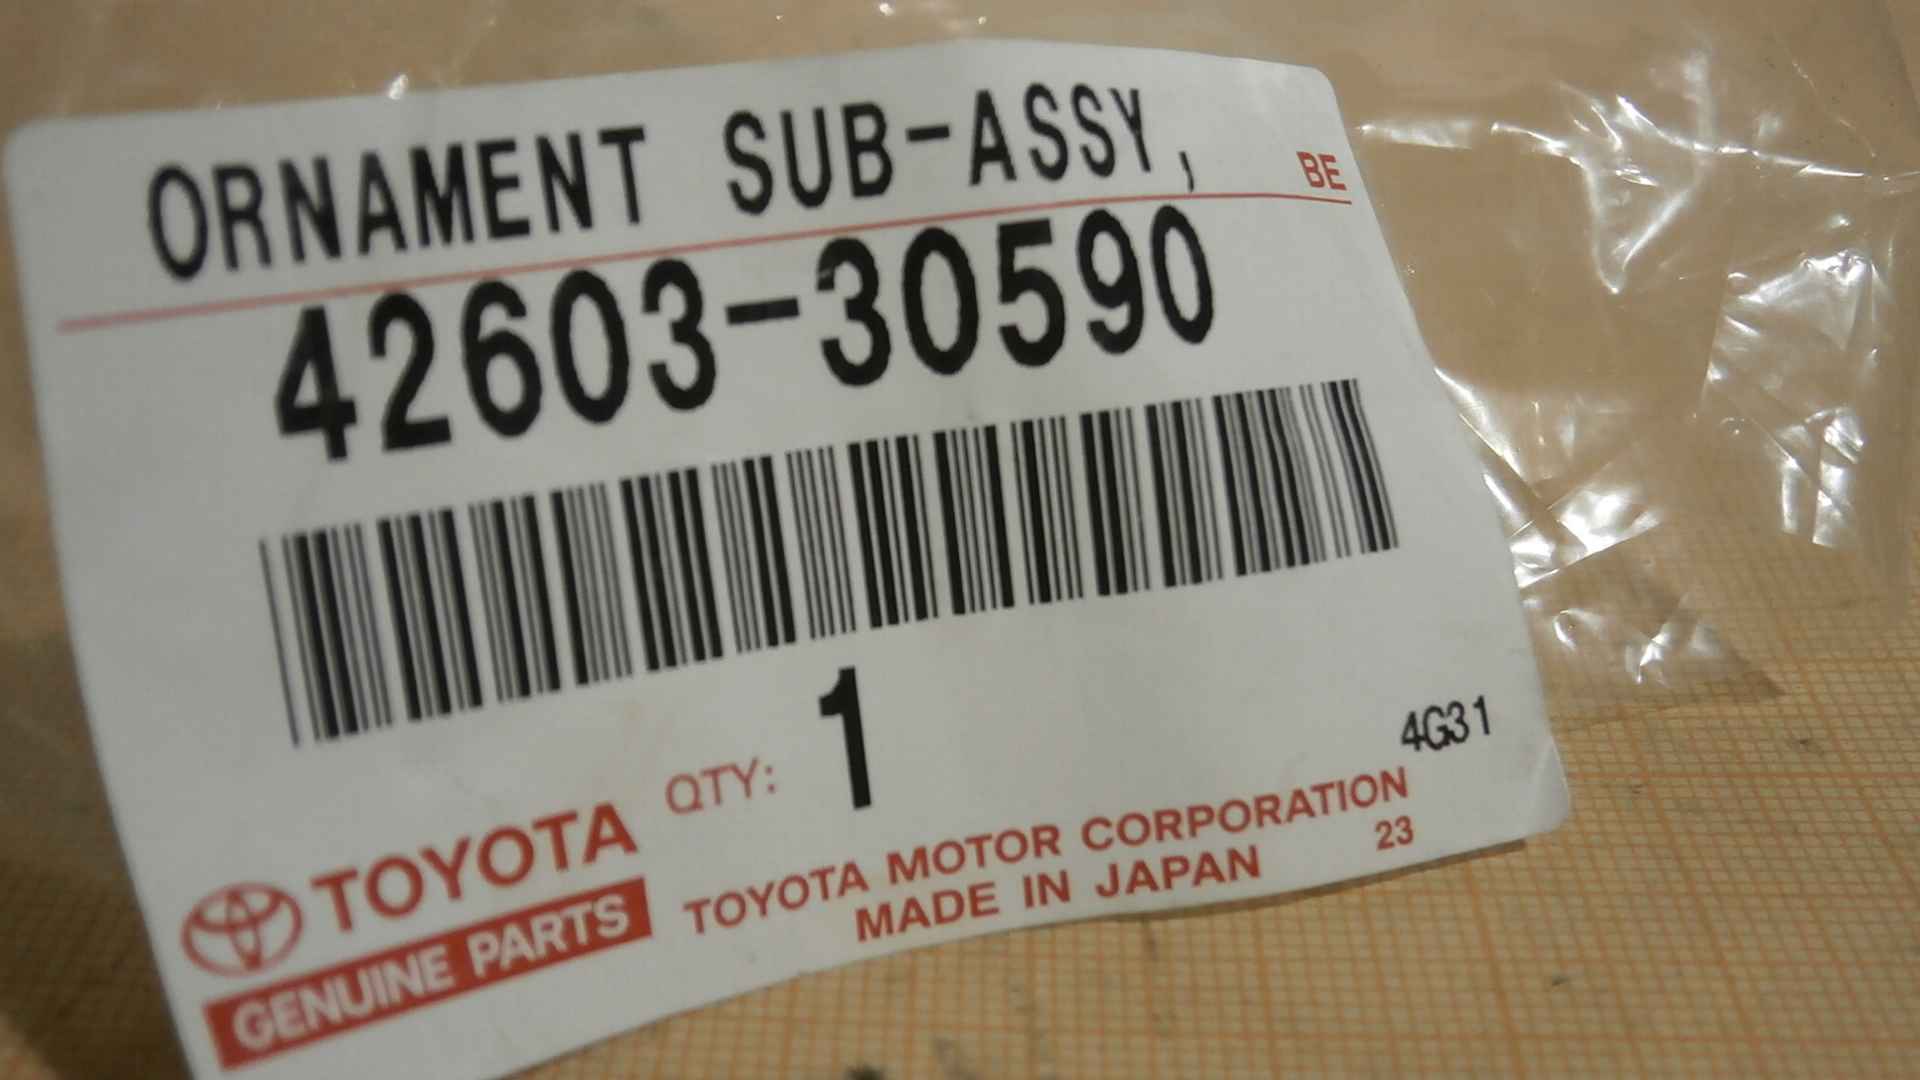 ORNAMENT SUB-ASSY,
BE
42603-30590
QTY: 1
4G31
TOYOTA
GENUINE PARTS
TOYOTA MOTOR CORPORATION
MADE IN JAPAN 23